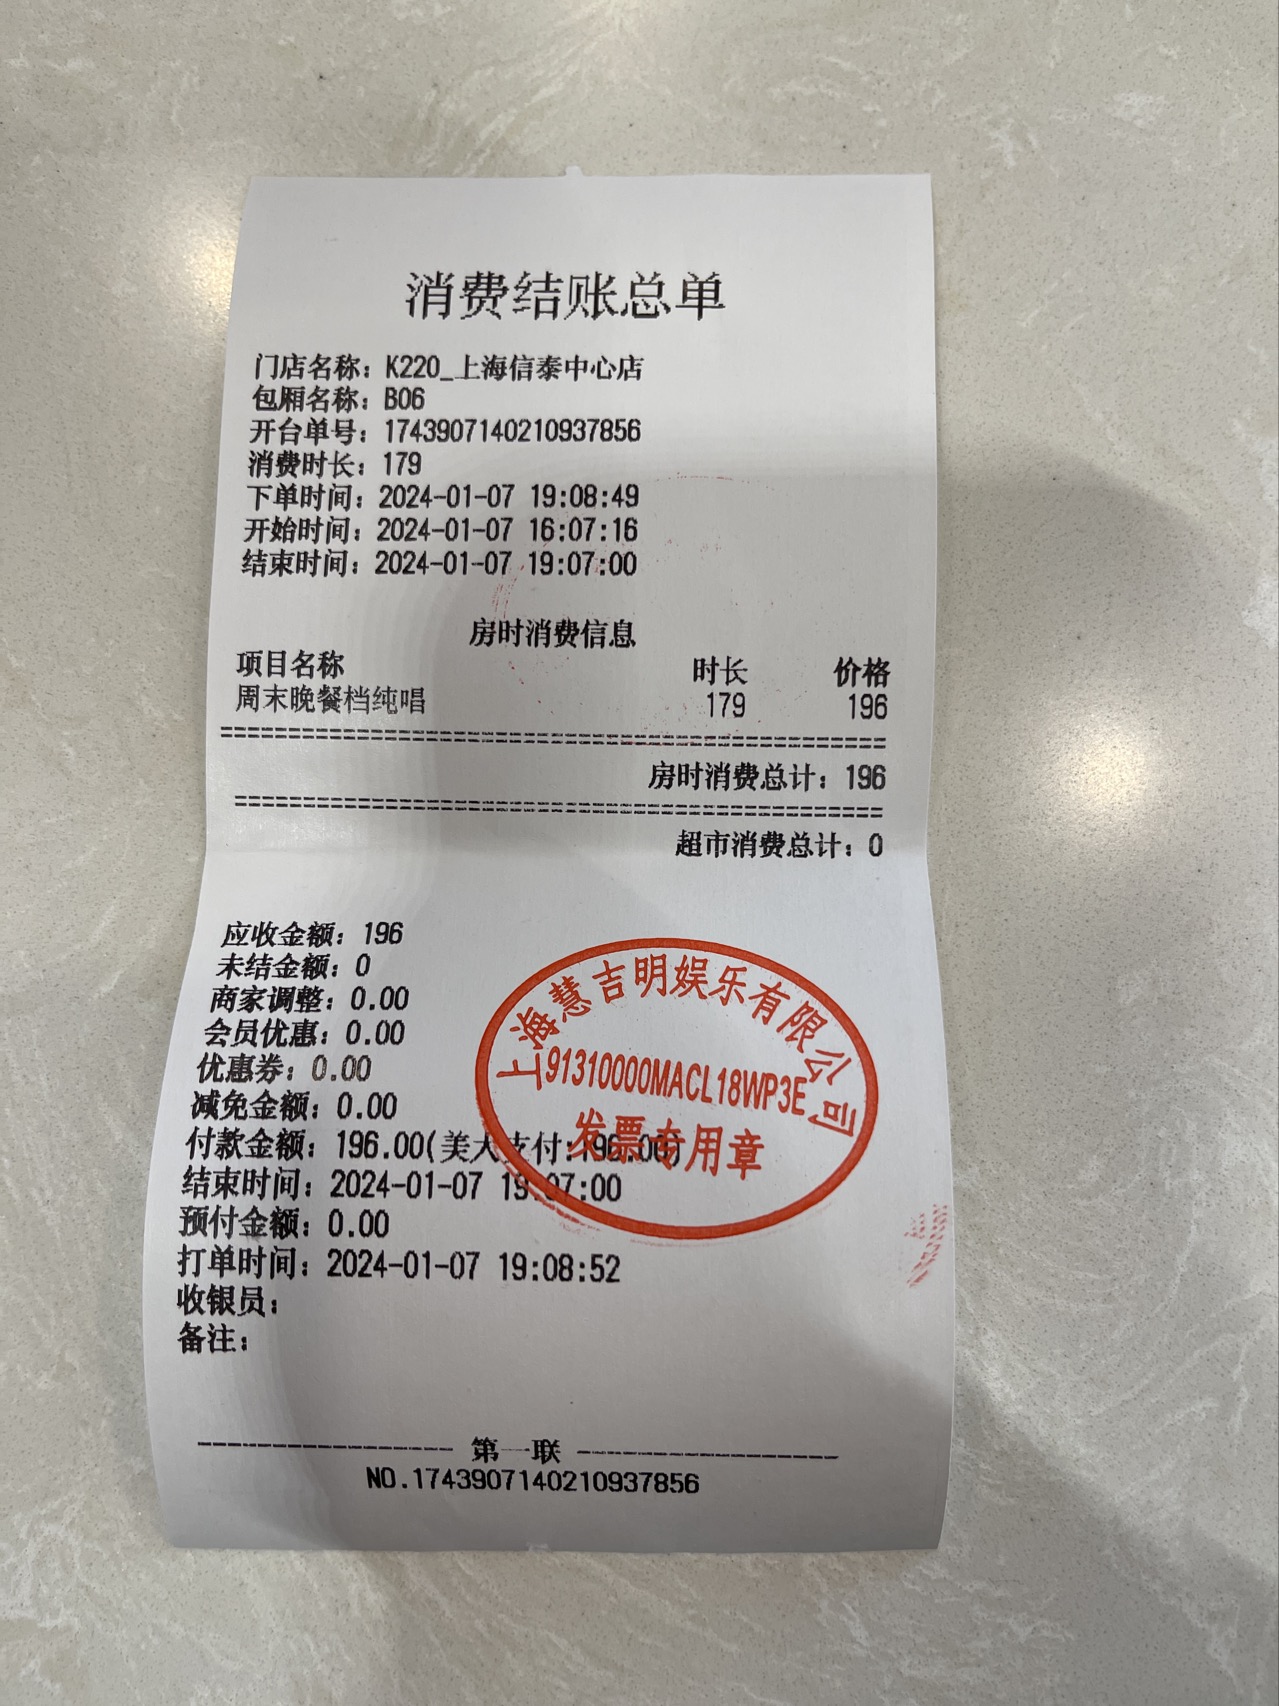 消费结账总单
门店名称：K220_上海信泰中心店
包厢名称：B06
开台单号：1743907140210937856
消费时长：179
下单时间：2024-01-07 19:08:49
开始时间：2024-01-07 16:07:16
结束时间：2024-01-07 19:07:00
房时消费信息
项目名称 时长 价格
周末晚餐档纯唱 179 196
房时消费总计：196
超市消费总计：0
应收金额：196
未结金额：0
商家调整：0.00
会员优惠：0.00
优惠券：0.00
减免金额：0.00
付款金额：196.00(美大支付:196.00)
结束时间：2024-01-07 19:07:00
预付金额：0.00
打单时间：2024-01-07 19:08:52
收银员：
备注：
上海慧吉明娱乐有限公司
91310000MACL18WP3E
发票专用章
第一联
NO.1743907140210937856